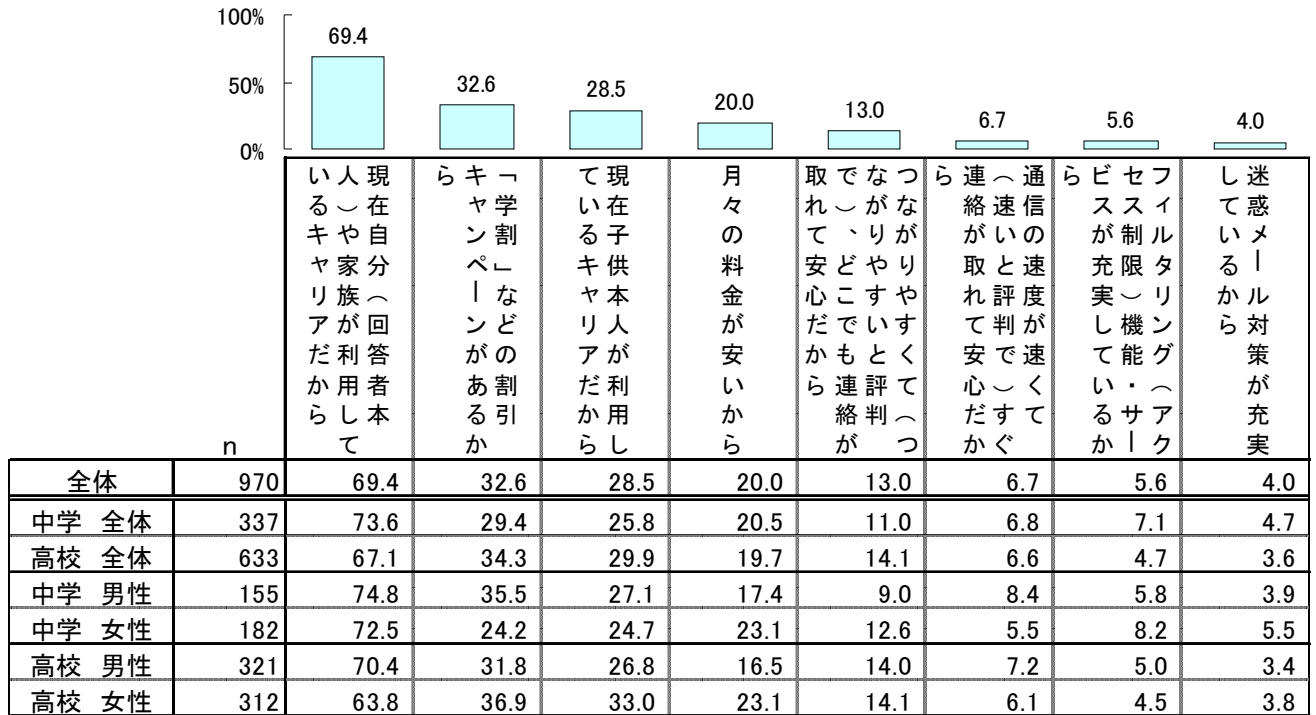 100%
50%
0%
69.4
32.6
28.5
20.0
13.0
6.7
5.6
4.0
現在自分（回答者本
人）や家族が利用して
いるキャリアだから
「学割」などの割引
キャンペーンがあるか
ら
現在子供本人が利用し
ているキャリアだから
月々の料金が安いから
つながりやすくて（つ
ながりやすいと評判
で）、どこでも連絡が
取れて安心だから
通信の速度が速くて
（速いと評判で）すぐ
連絡が取れて安心だか
ら
フィルタリング（アク
セス制限）機能・サー
ビスが充実しているか
ら
迷惑メール対策が充実
しているから
n
全体 970 69.4 32.6 28.5 20.0 13.0 6.7 5.6 4.0
中学 全体 337 73.6 29.4 25.8 20.5 11.0 6.8 7.1 4.7
高校 全体 633 67.1 34.3 29.9 19.7 14.1 6.6 4.7 3.6
中学 男性 155 74.8 35.5 27.1 17.4 9.0 8.4 5.8 3.9
中学 女性 182 72.5 24.2 24.7 23.1 12.6 5.5 8.2 5.5
高校 男性 321 70.4 31.8 26.8 16.5 14.0 7.2 5.0 3.4
高校 女性 312 63.8 36.9 33.0 23.1 14.1 6.1 4.5 3.8